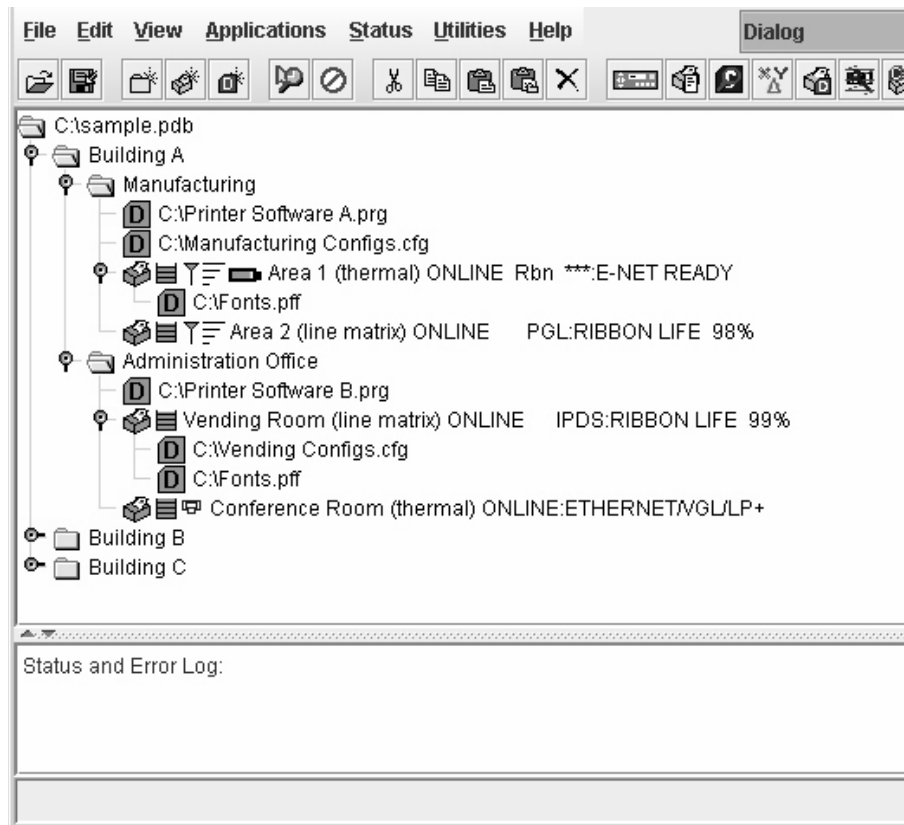 File Edit View Applications Status Utilities Help Dialog
C:\sample.pdb
Building A
Manufacturing
D C:\Printer Software A.prg
D C:\Manufacturing Configs.cfg
Area 1 (thermal) ONLINE Rbn ***:E-NET READY
D C:\Fonts.pff
Area 2 (line matrix) ONLINE PGL:RIBBON LIFE 98%
Administration Office
D C:\Printer Software B.prg
Vending Room (line matrix) ONLINE IPDS:RIBBON LIFE 99%
D C:\Vending Configs.cfg
D C:\Fonts.pff
Conference Room (thermal) ONLINE:ETHERNET/VGL/LP+
Building B
Building C
Status and Error Log: